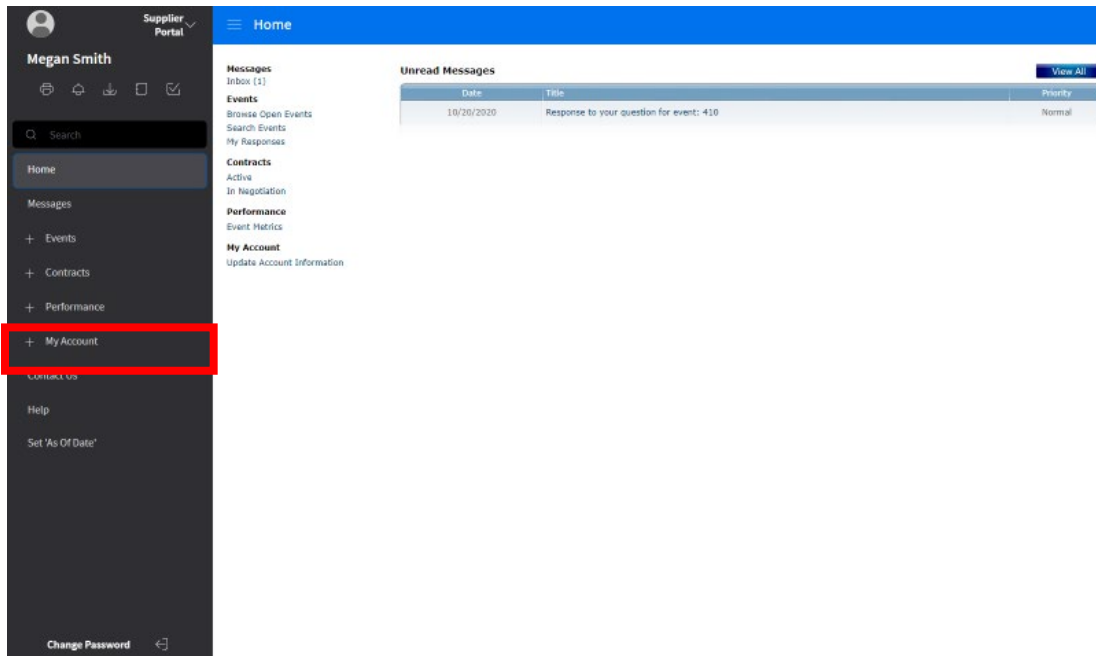 Supplier
Portal
Megan Smith
Search
Home
Messages
+ Events
+ Contracts
+ Performance
+ My Account
Contact Us
Help
Set 'As Of Date'
Change Password
Home
Messages
Inbox (1)
Events
Browse Open Events
Search Events
My Responses
Contracts
Active
In Negotiation
Performance
Event Metrics
My Account
Update Account Information
Unread Messages
View All
Date Title Priority
10/20/2020 Response to your question for event: 410 Normal